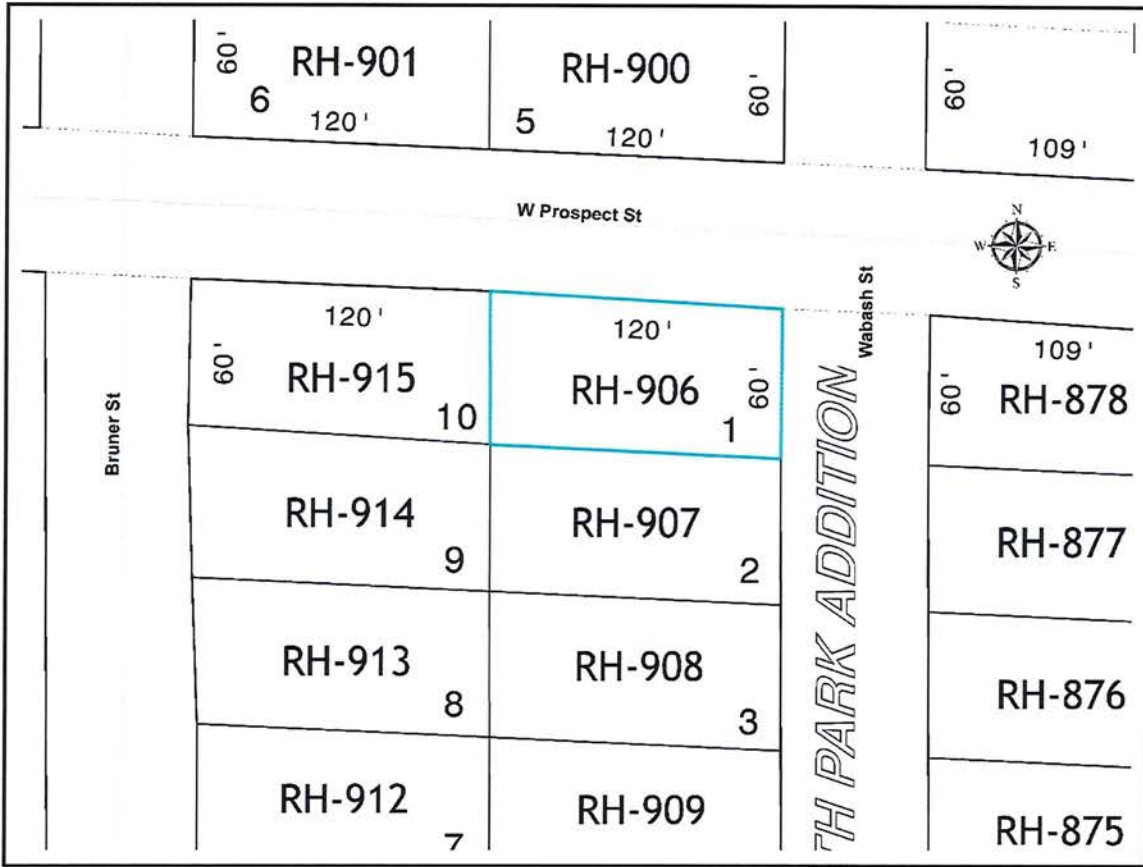 RH-901
60'
6
120'
RH-900
60'
5
120'
60'
109'
W Prospect St
N
W
E
S
120'
60'
RH-915
10
120'
60'
RH-906
1
Wabash St
109'
60'
RH-878
Bruner St
RH-914
9
RH-907
2
RH-877
TH PARK ADDITION
RH-913
8
RH-908
3
RH-876
RH-912
7
RH-909
RH-875